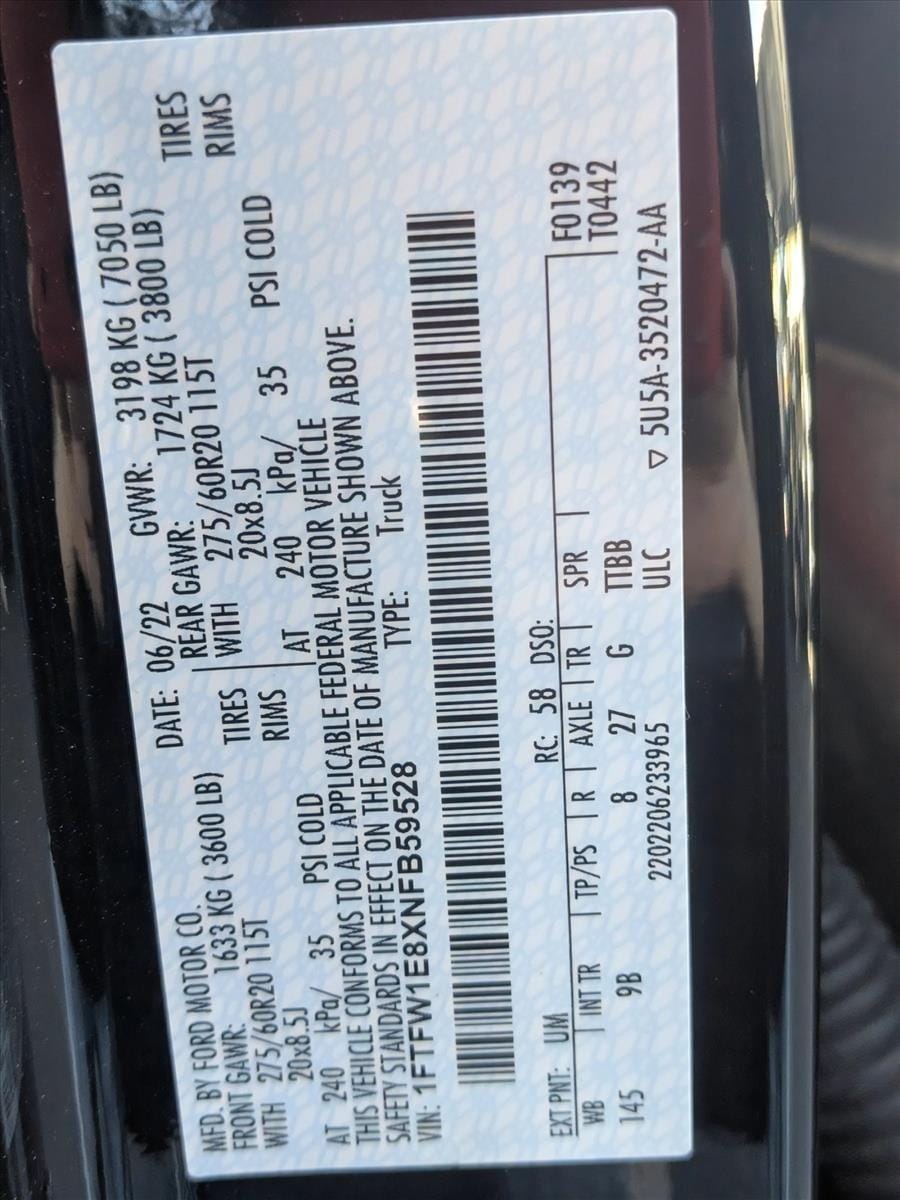 MFD. BY FORD MOTOR CO. DATE: 06/22 GVWR: 3198 KG ( 7050 LB)
FRONT GAWR: 1633 KG ( 3600 LB) REAR GAWR: 1724 KG ( 3800 LB)
WITH 275/60R20 115T TIRES WITH 275/60R20 115T TIRES
20x8.5J RIMS 20x8.5J RIMS
AT 240 kPa/ 35 PSI COLD AT 240 kPa/ 35 PSI COLD
THIS VEHICLE CONFORMS TO ALL APPLICABLE FEDERAL MOTOR VEHICLE
SAFETY STANDARDS IN EFFECT ON THE DATE OF MANUFACTURE SHOWN ABOVE.
VIN: 1FTFW1E8XNFB59528 TYPE: Truck
EXT PNT: UM RC: 58 DSO: F0139
WB INT TR TP/PS R AXLE TR SPR T0442
145 9B 8 27 G TTBB
2202206233965 ULC ▽ 5U5A-3520472-AA